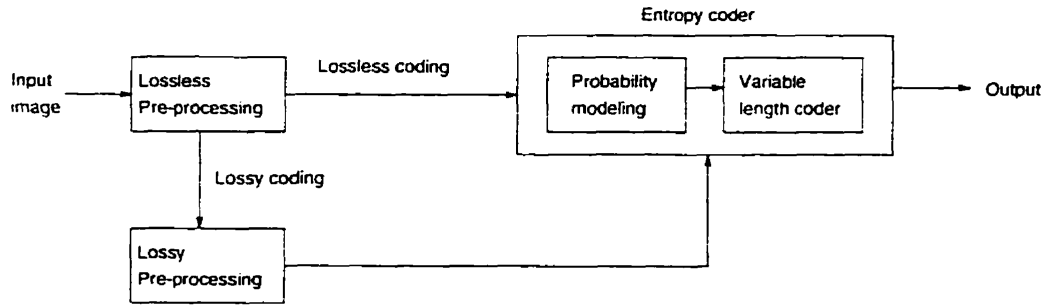 Entropy coder
Input
image
Lossless
Pre-processing
Lossless coding
Probability
modeling
Variable
length coder
Output
Lossy coding
Lossy
Pre-processing